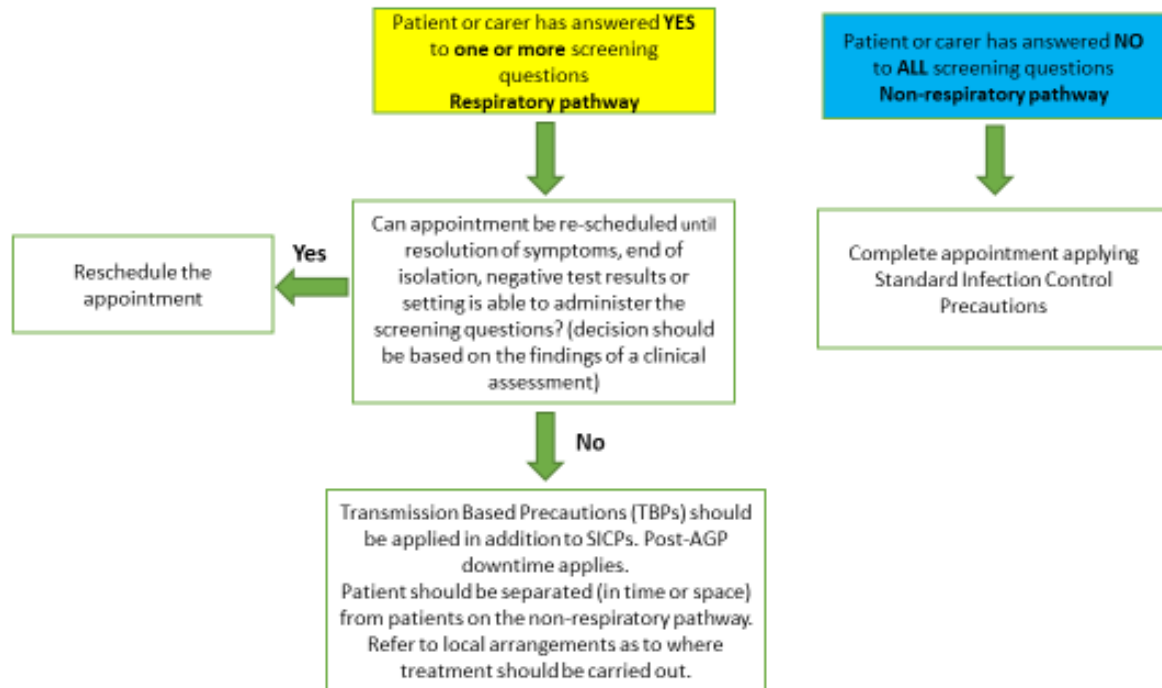 Patient or carer has answered YES
to one or more screening
questions
Respiratory pathway
Patient or carer has answered NO
to ALL screening questions
Non-respiratory pathway
Can appointment be re-scheduled until
resolution of symptoms, end of
isolation, negative test results or
setting is able to administer the
screening questions? (decision should
be based on the findings of a clinical
assessment)
Yes
Reschedule the
appointment
Complete appointment applying
Standard Infection Control
Precautions
No
Transmission Based Precautions (TBPs) should
be applied in addition to SICPs. Post-AGP
downtime applies.
Patient should be separated (in time or space)
from patients on the non-respiratory pathway.
Refer to local arrangements as to where
treatment should be carried out.